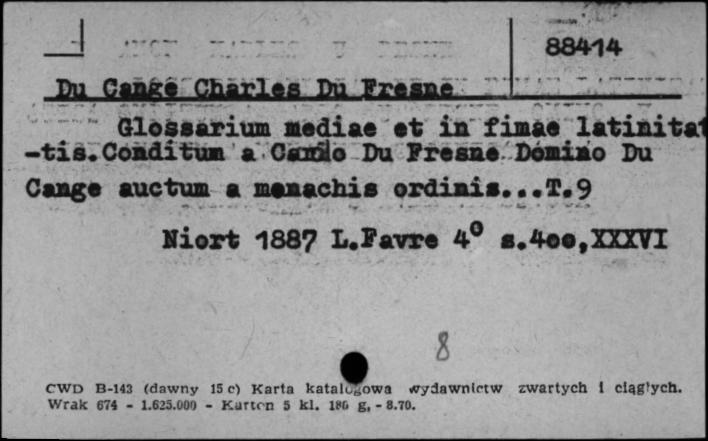 88414
Du Cange Charles Du Fresne
Glossarium mediae et in fimae latinitat
-tis.Conditum a Du Fresne Domino Du
Cange auctum a monachis ordinis...T.9
Niort 1887 L.Favre 4° s.400,XXXVI
8
CWD B-143 (dawny 15 c) Karta katalogowa wydawnictw zwartych i ciągłych.
Wrak 674 - 1.625.000 - Karton 5 kl. 180 g, - 8.70.